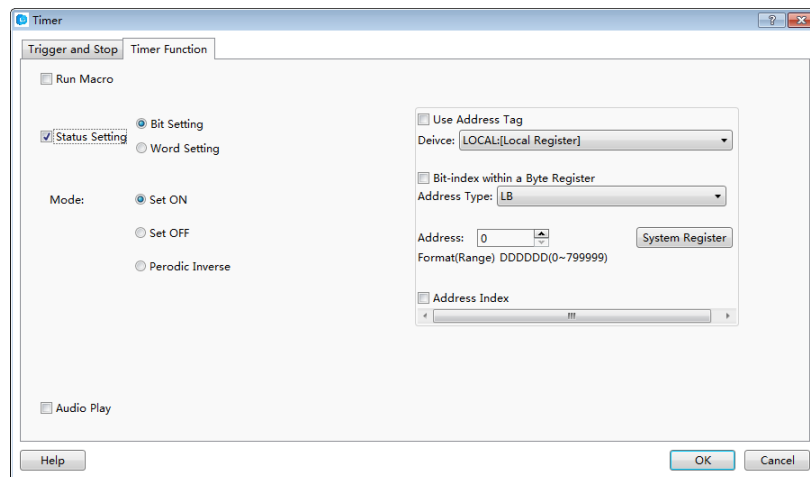 Timer
Trigger and Stop Timer Function
Run Macro
Status Setting
Bit Setting
Word Setting
Mode:
Set ON
Set OFF
Perodic Inverse
Use Address Tag
Deivce: LOCAL:[Local Register]
Bit-index within a Byte Register
Address Type: LB
Address: 0 System Register
Format(Range) DDDDDD(0~799999)
Address Index
Audio Play
Help OK Cancel